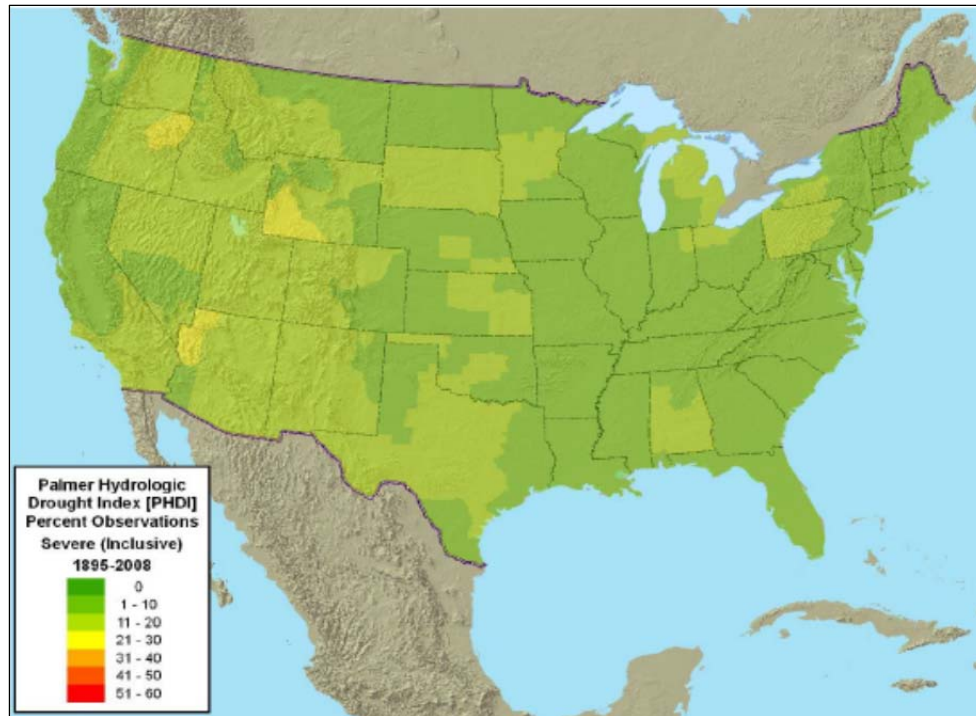 Palmer Hydrologic
Drought Index [PHDI]
Percent Observations
Severe (Inclusive)
1895-2008
0
1 - 10
11 - 20
21 - 30
31 - 40
41 - 50
51 - 60